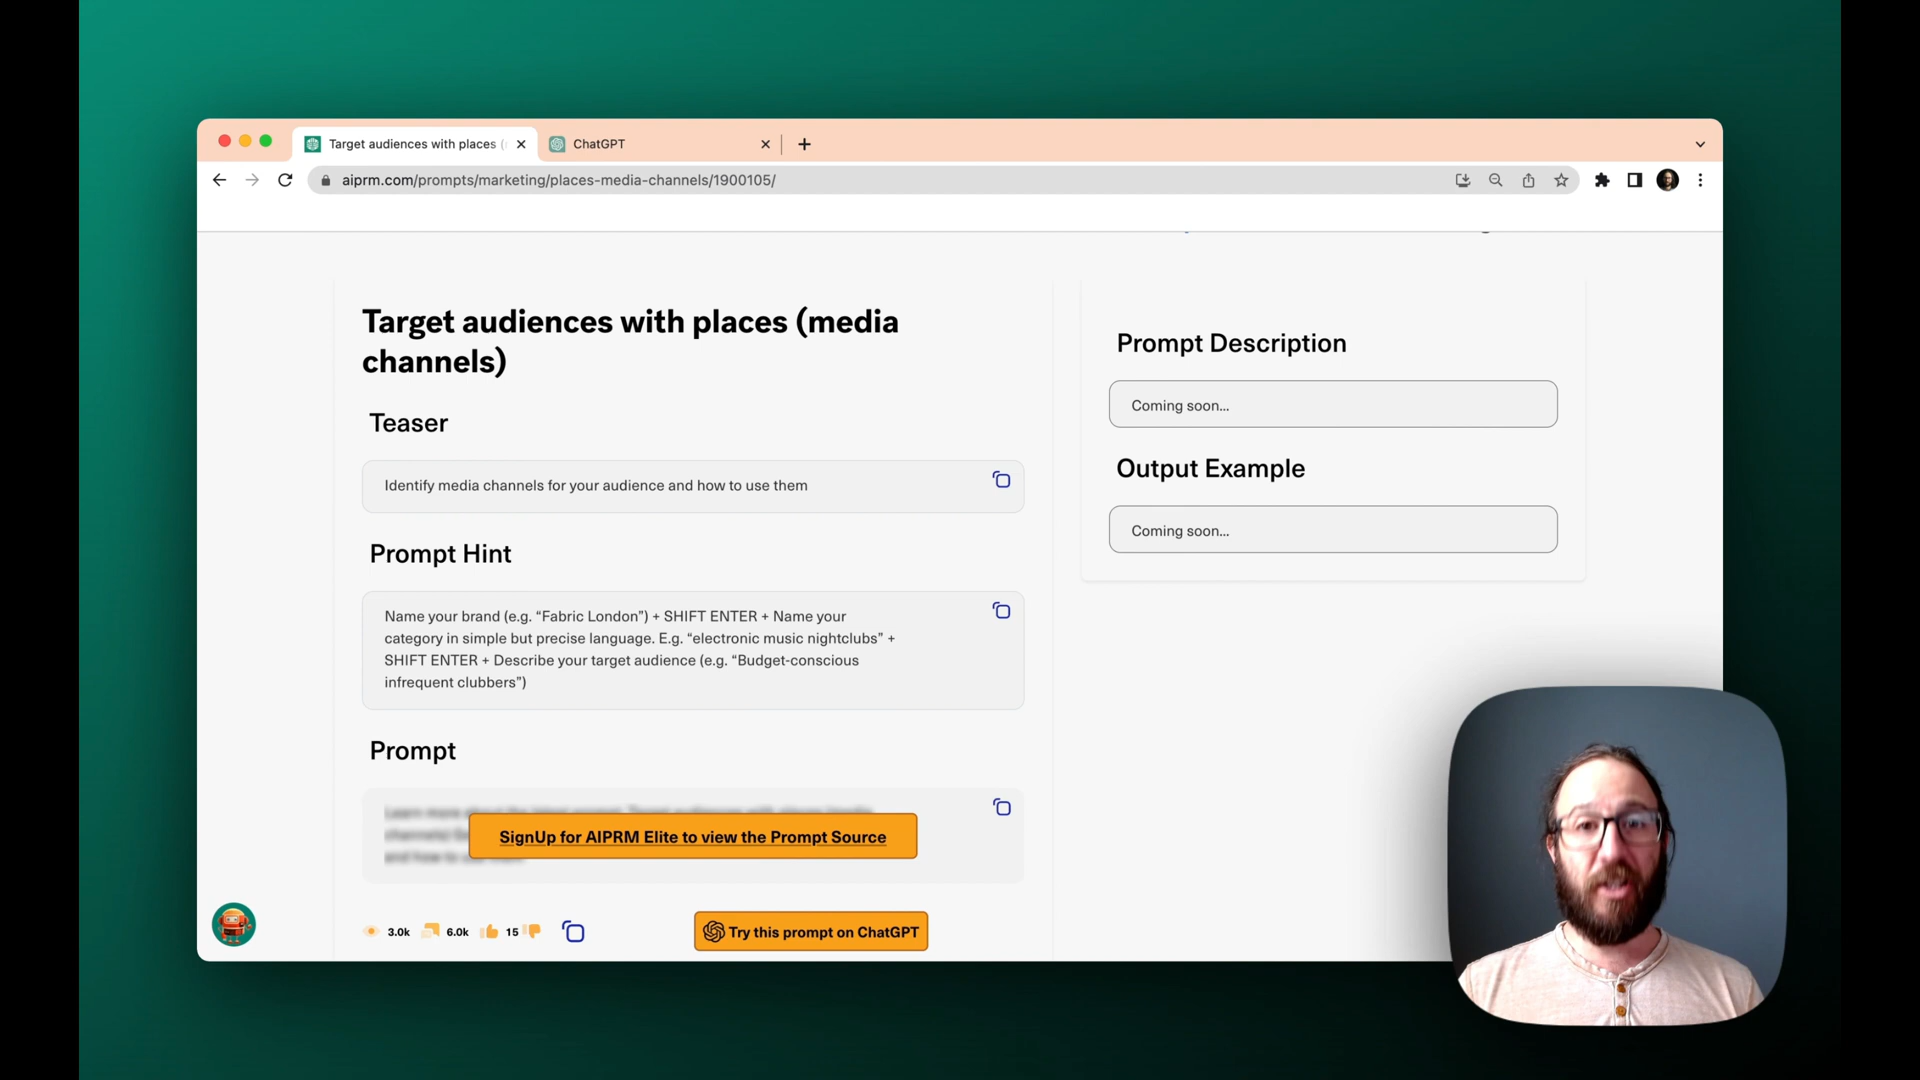 Target audiences with places (
ChatGPT
aiprm.com/prompts/marketing/places-media-channels/1900105/
Target audiences with places (media
channels)
Teaser
Identify media channels for your audience and how to use them
Prompt Hint
Name your brand (e.g. “Fabric London”) + SHIFT ENTER + Name your
category in simple but precise language. E.g. “electronic music nightclubs” +
SHIFT ENTER + Describe your target audience (e.g. “Budget-conscious
infrequent clubbers”)
Prompt
SignUp for AIPRM Elite to view the Prompt Source
3.0k 6.0k 15
Try this prompt on ChatGPT
Prompt Description
Coming soon...
Output Example
Coming soon...